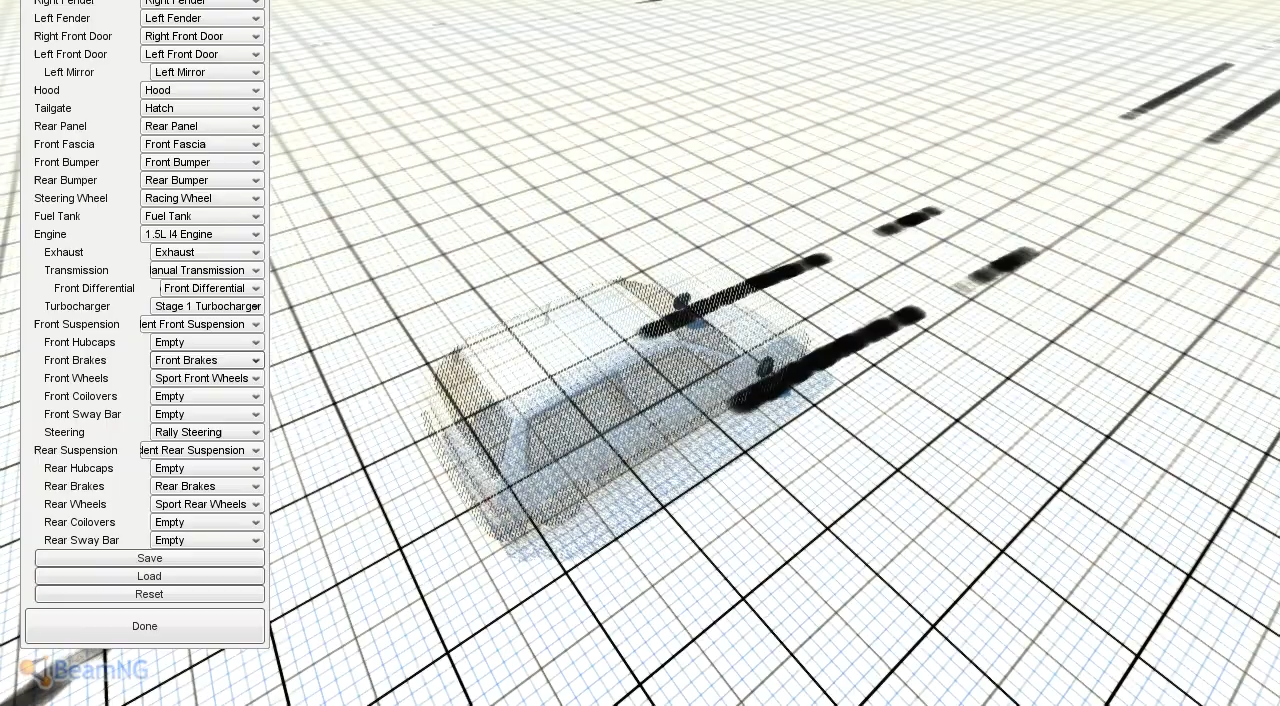 Right Fender Right Fender
Left Fender Left Fender
Right Front Door Right Front Door
Left Front Door Left Front Door
Left Mirror Left Mirror
Hood Hood
Tailgate Hatch
Rear Panel Rear Panel
Front Fascia Front Fascia
Front Bumper Front Bumper
Rear Bumper Rear Bumper
Steering Wheel Racing Wheel
Fuel Tank Fuel Tank
Engine 1.5L I4 Engine
Exhaust Exhaust
Transmission anual Transmission
Front Differential Front Differential
Turbocharger Stage 1 Turbocharger
Front Suspension lent Front Suspension
Front Hubcaps Empty
Front Brakes Front Brakes
Front Wheels Sport Front Wheels
Front Coilovers Empty
Front Sway Bar Empty
Steering Rally Steering
Rear Suspension lent Rear Suspension
Rear Hubcaps Empty
Rear Brakes Rear Brakes
Rear Wheels Sport Rear Wheels
Rear Coilovers Empty
Rear Sway Bar Empty
Save
Load
Reset
Done
BeamNG